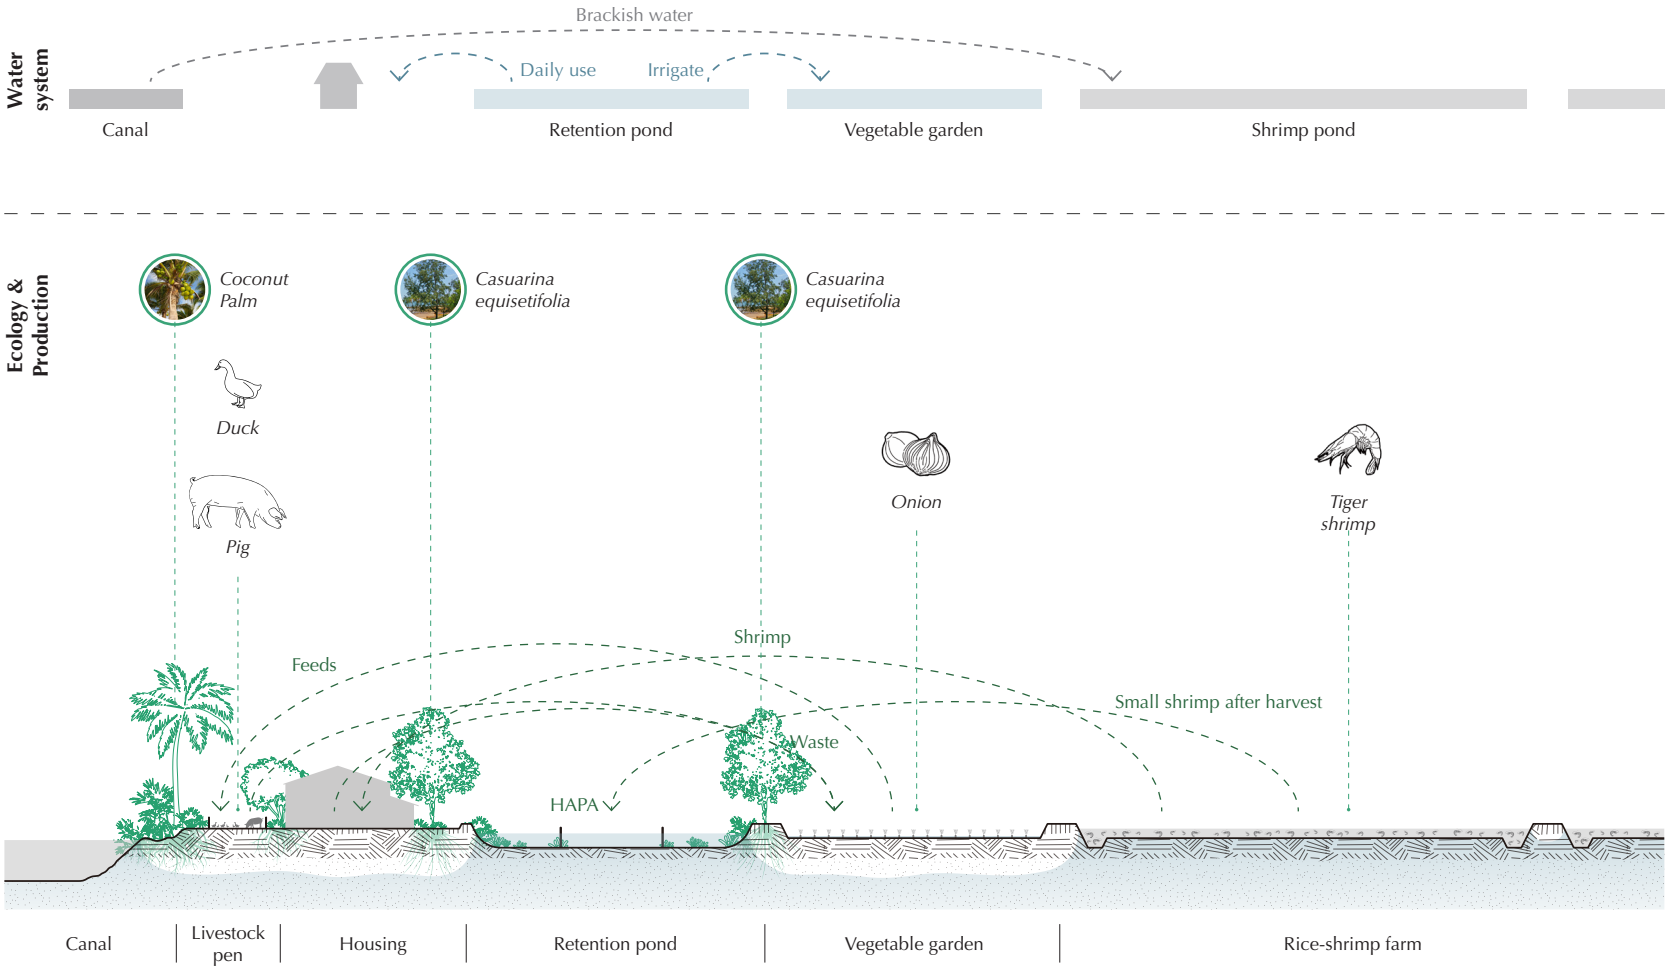 Water
system
Brackish water
Daily use
Irrigate
Canal
Retention pond
Vegetable garden
Shrimp pond
Ecology &
Production
Coconut
Palm
Casuarina
equisetifolia
Casuarina
equisetifolia
Duck
Pig
Onion
Tiger
shrimp
Shrimp
Feeds
Small shrimp after harvest
Waste
HAPA
Canal
Livestock
pen
Housing
Retention pond
Vegetable garden
Rice-shrimp farm